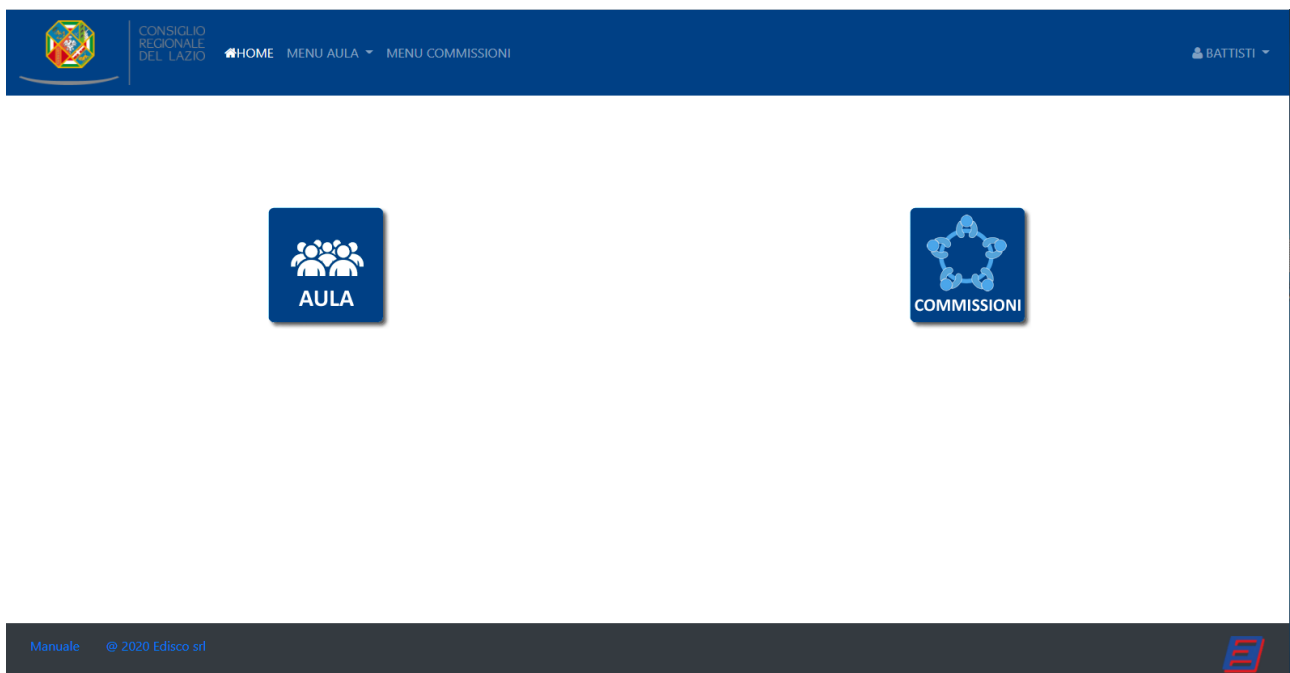 CONSIGLIO
REGIONALE
DEL LAZIO
HOME MENU AULA MENU COMMISSIONI BATTISTI
AULA
COMMISSIONI
Manuale @ 2020 Edisco srl